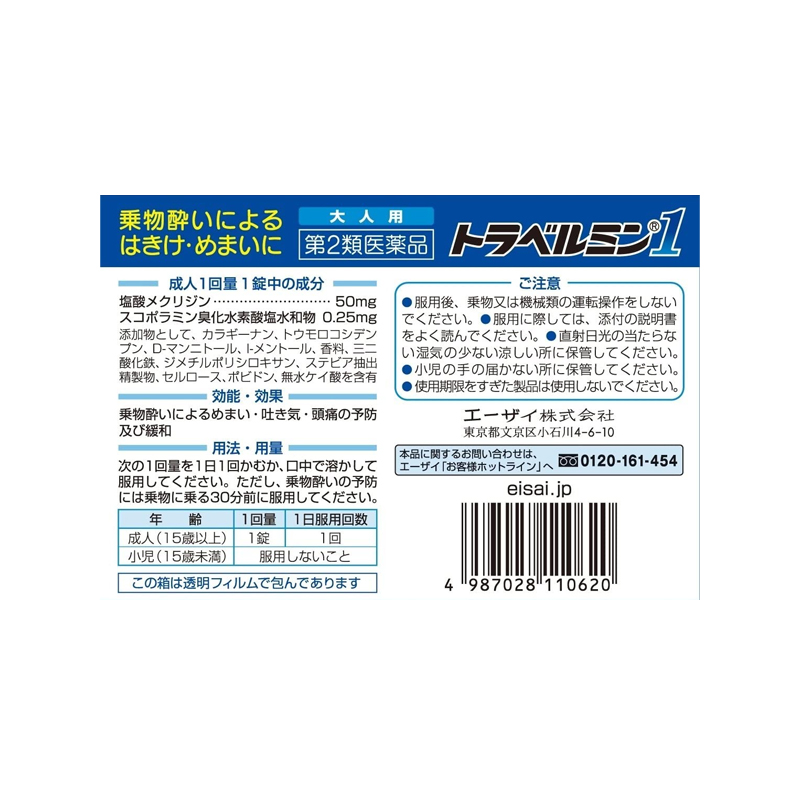 乗物酔いによる
はきけ・めまいに
大人用
第2類医薬品
トラベルミン®1
成人1回量1錠中の成分
塩酸メクリジン…………………………50mg
スコポラミン臭化水素酸塩水和物 0.25mg
添加物として、カラギーナン、トウモロコシデン
プン、D-マンニトール、l-メントール、香料、三二
酸化鉄、ジメチルポリシロキサン、ステビア抽出
精製物、セルロース、ポビドン、無水ケイ酸を含有
効能・効果
乗物酔いによるめまい・吐き気・頭痛の予防
及び緩和
用法・用量
次の1回量を1日1回かむか、口中で溶かして
服用してください。ただし、乗物酔いの予防
には乗物に乗る30分前に服用してください。
年 齢 1回量 1日服用回数
成人(15歳以上) 1錠 1回
小児(15歳未満) 服用しないこと
この箱は透明フィルムで包んであります
ご注意
●服用後、乗物又は機械類の運転操作をしない
でください。●服用に際しては、添付の説明書
をよく読んでください。●直射日光の当たらな
い湿気の少ない涼しい所に保管してください。
●小児の手の届かない所に保管してください。
●使用期限をすぎた製品は使用しないでください。
エーザイ株式会社
東京都文京区小石川4-6-10
本品に関するお問い合わせは、
エーザイ「お客様ホットライン」へ 0120-161-454
eisai.jp
4 987028 110620